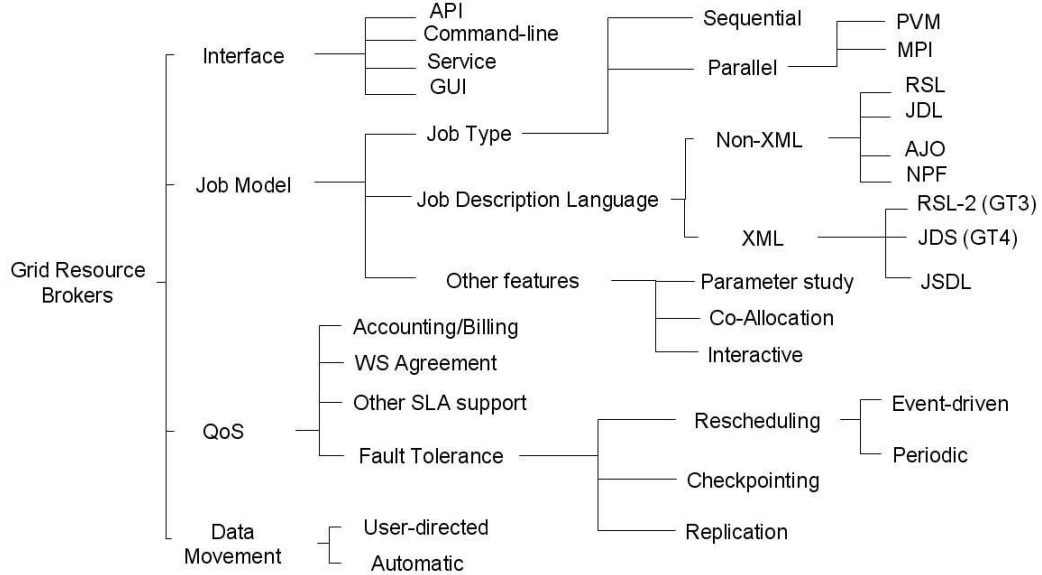 Grid Resource
Brokers
Interface
API
Command-line
Service
GUI
Job Model
Job Type
Sequential
Parallel
PVM
MPI
Job Description Language
Non-XML
RSL
JDL
AJO
NPF
XML
RSL-2 (GT3)
JDS (GT4)
JSDL
Other features
Parameter study
Co-Allocation
Interactive
QoS
Accounting/Billing
WS Agreement
Other SLA support
Fault Tolerance
Rescheduling
Event-driven
Periodic
Checkpointing
Replication
Data
Movement
User-directed
Automatic